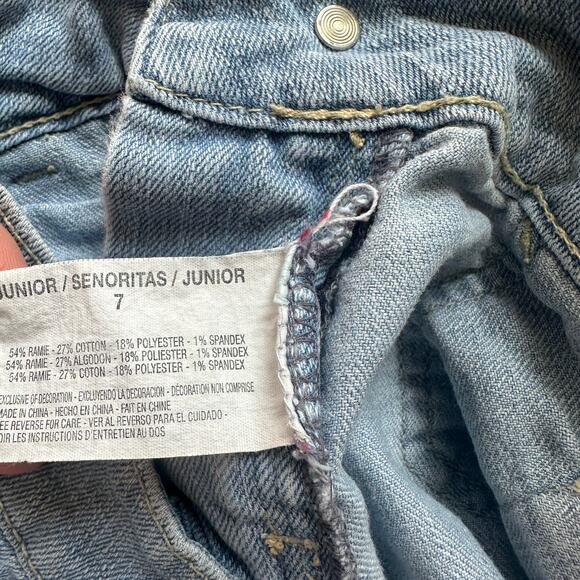 JUNIOR / SENORITAS / JUNIOR
7
54% RAMIE - 27% COTTON - 18% POLYESTER - 1% SPANDEX
54% RAMIE - 27% ALGODON - 18% POLIESTER - 1% SPANDEX
54% RAMIE - 27% COTON - 18% POLYESTER - 1% SPANDEX
EXCLUSIVE OF DECORATION - EXCLUYENDO LA DECORACION - DÉCORATION NON COMPRISE
MADE IN CHINA - HECHO EN CHINA - FAIT EN CHINE
SEE REVERSE FOR CARE - VER AL REVERSO PARA EL CUIDADO -
OIR LES INSTRUCTIONS D'ENTRETIEN AU DOS